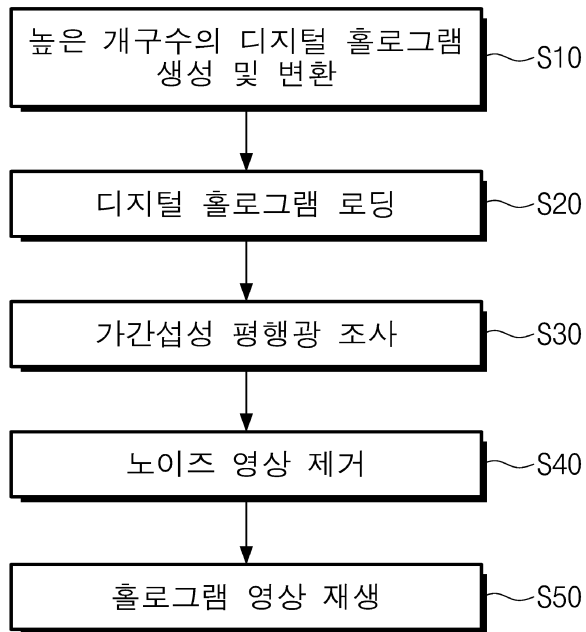 높은 개구수의 디지털 홀로그램
생성 및 변환
S10
디지털 홀로그램 로딩
S20
가간섭성 평행광 조사
S30
노이즈 영상 제거
S40
홀로그램 영상 재생
S50